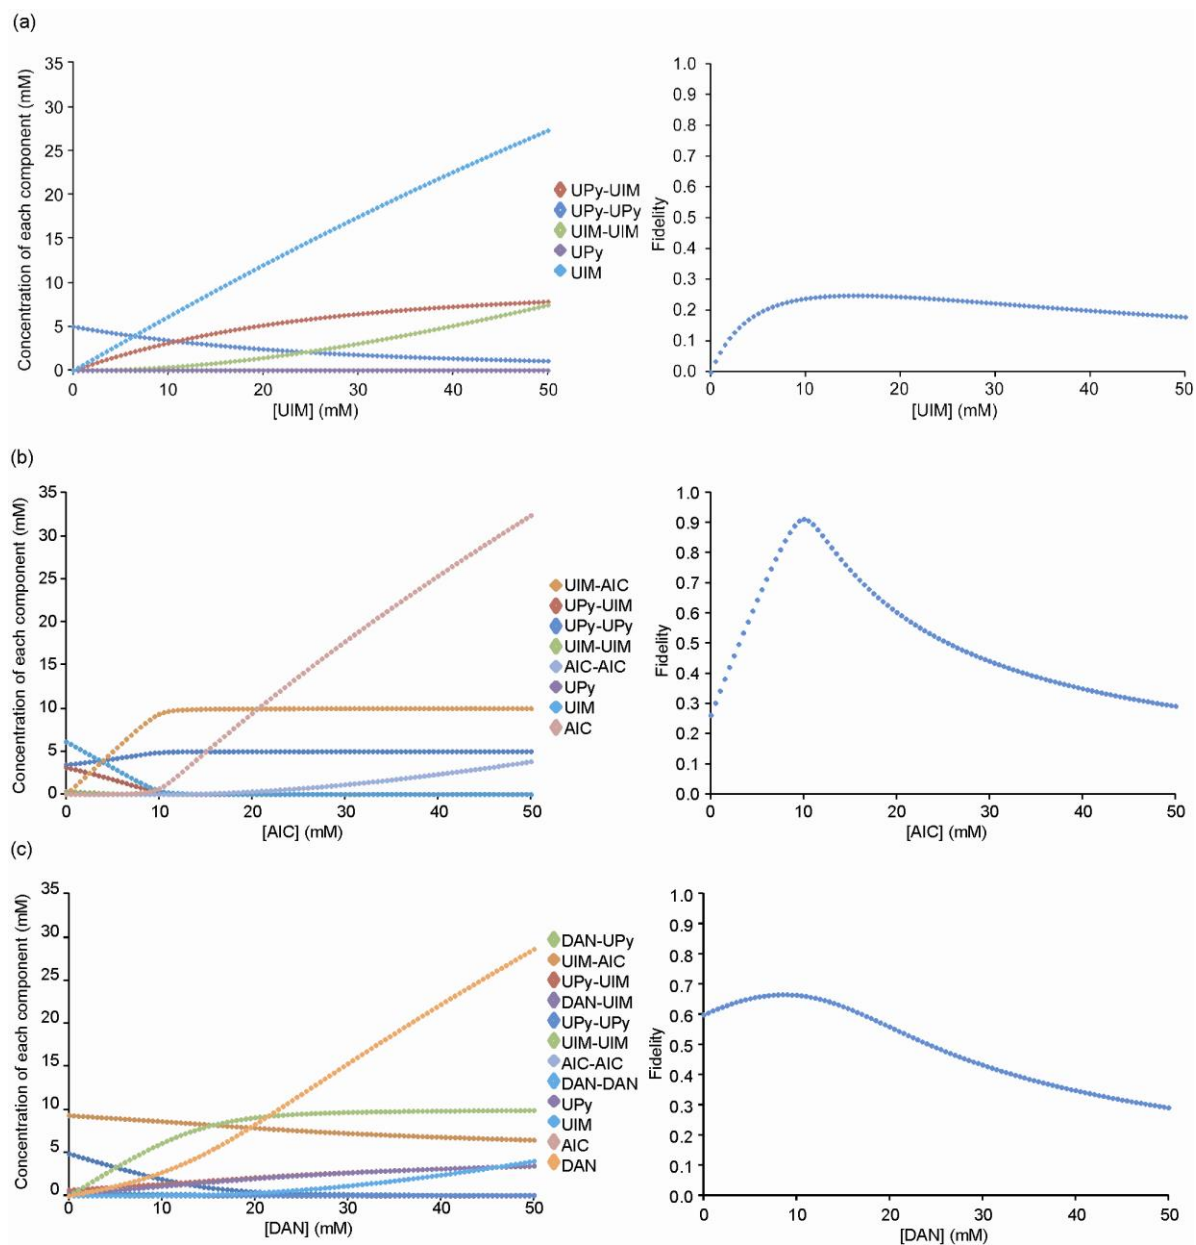 (a)
Concentration of each component (mM)
35
30
25
20
15
10
5
0
0 10 20 30 40 50
[UIM] (mM)
UPy-UIM
UPy-UPy
UIM-UIM
UPy
UIM
Fidelity
1.0
0.9
0.8
0.7
0.6
0.5
0.4
0.3
0.2
0.1
0.0
0 10 20 30 40 50
[UIM] (mM)
(b)
Concentration of each component (mM)
35
30
25
20
15
10
5
0
0 10 20 30 40 50
[AIC] (mM)
UIM-AIC
UPy-UIM
UPy-UPy
UIM-UIM
AIC-AIC
UPy
UIM
AIC
Fidelity
1.0
0.9
0.8
0.7
0.6
0.5
0.4
0.3
0.2
0.1
0.0
0 10 20 30 40 50
[AIC] (mM)
(c)
Concentration of each component (mM)
35
30
25
20
15
10
5
0
0 10 20 30 40 50
[DAN] (mM)
DAN-UPy
UIM-AIC
UPy-UIM
DAN-UIM
UPy-UPy
UIM-UIM
AIC-AIC
DAN-DAN
UPy
UIM
AIC
DAN
Fidelity
1.0
0.9
0.8
0.7
0.6
0.5
0.4
0.3
0.2
0.1
0.0
0 10 20 30 40 50
[DAN] (mM)